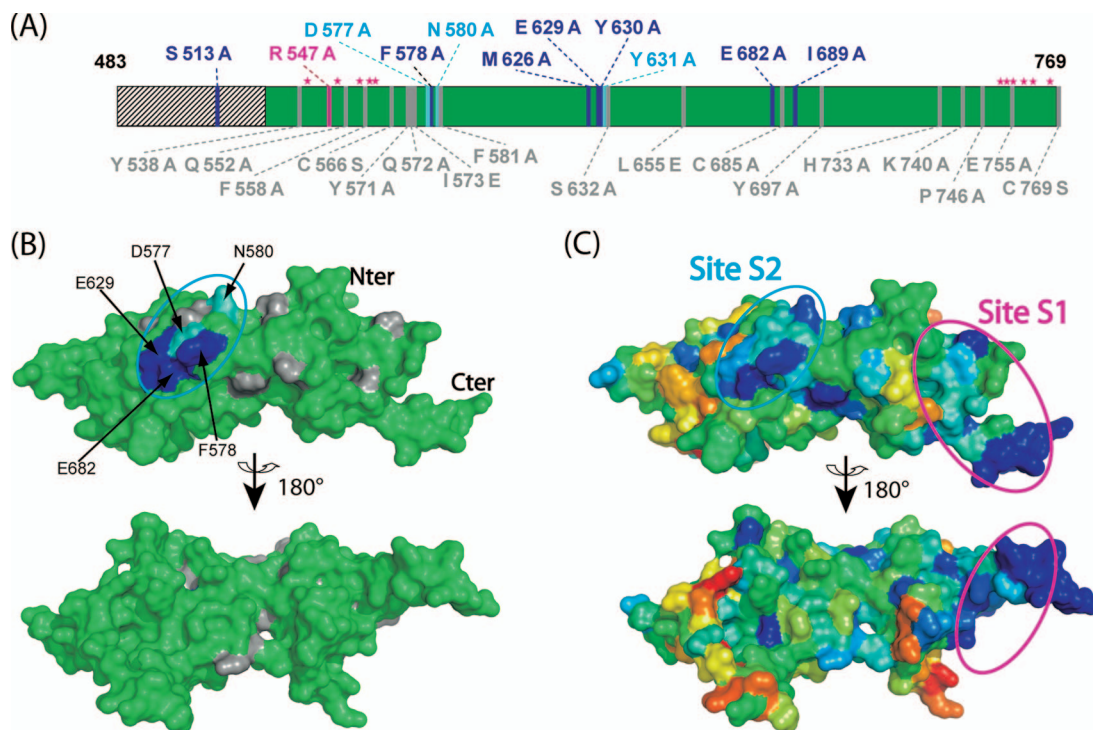 (A)
D 577 A N 580 A
E 629 A Y 630 A
483 S 513 A R 547 A F 578 A M 626 A Y 631 A E 682 A I 689 A 769
Y 538 A Q 552 A C 566 S Q 572 A F 581 A L 655 E C 685 A H 733 A K 740 A E 755 A
F 558 A Y 571 A I 573 E S 632 A Y 697 A P 746 A C 769 S
(B)
D577 N580
E629 Nter
Cter
E682 F578
180°
(C)
Site S2
Site S1
180°